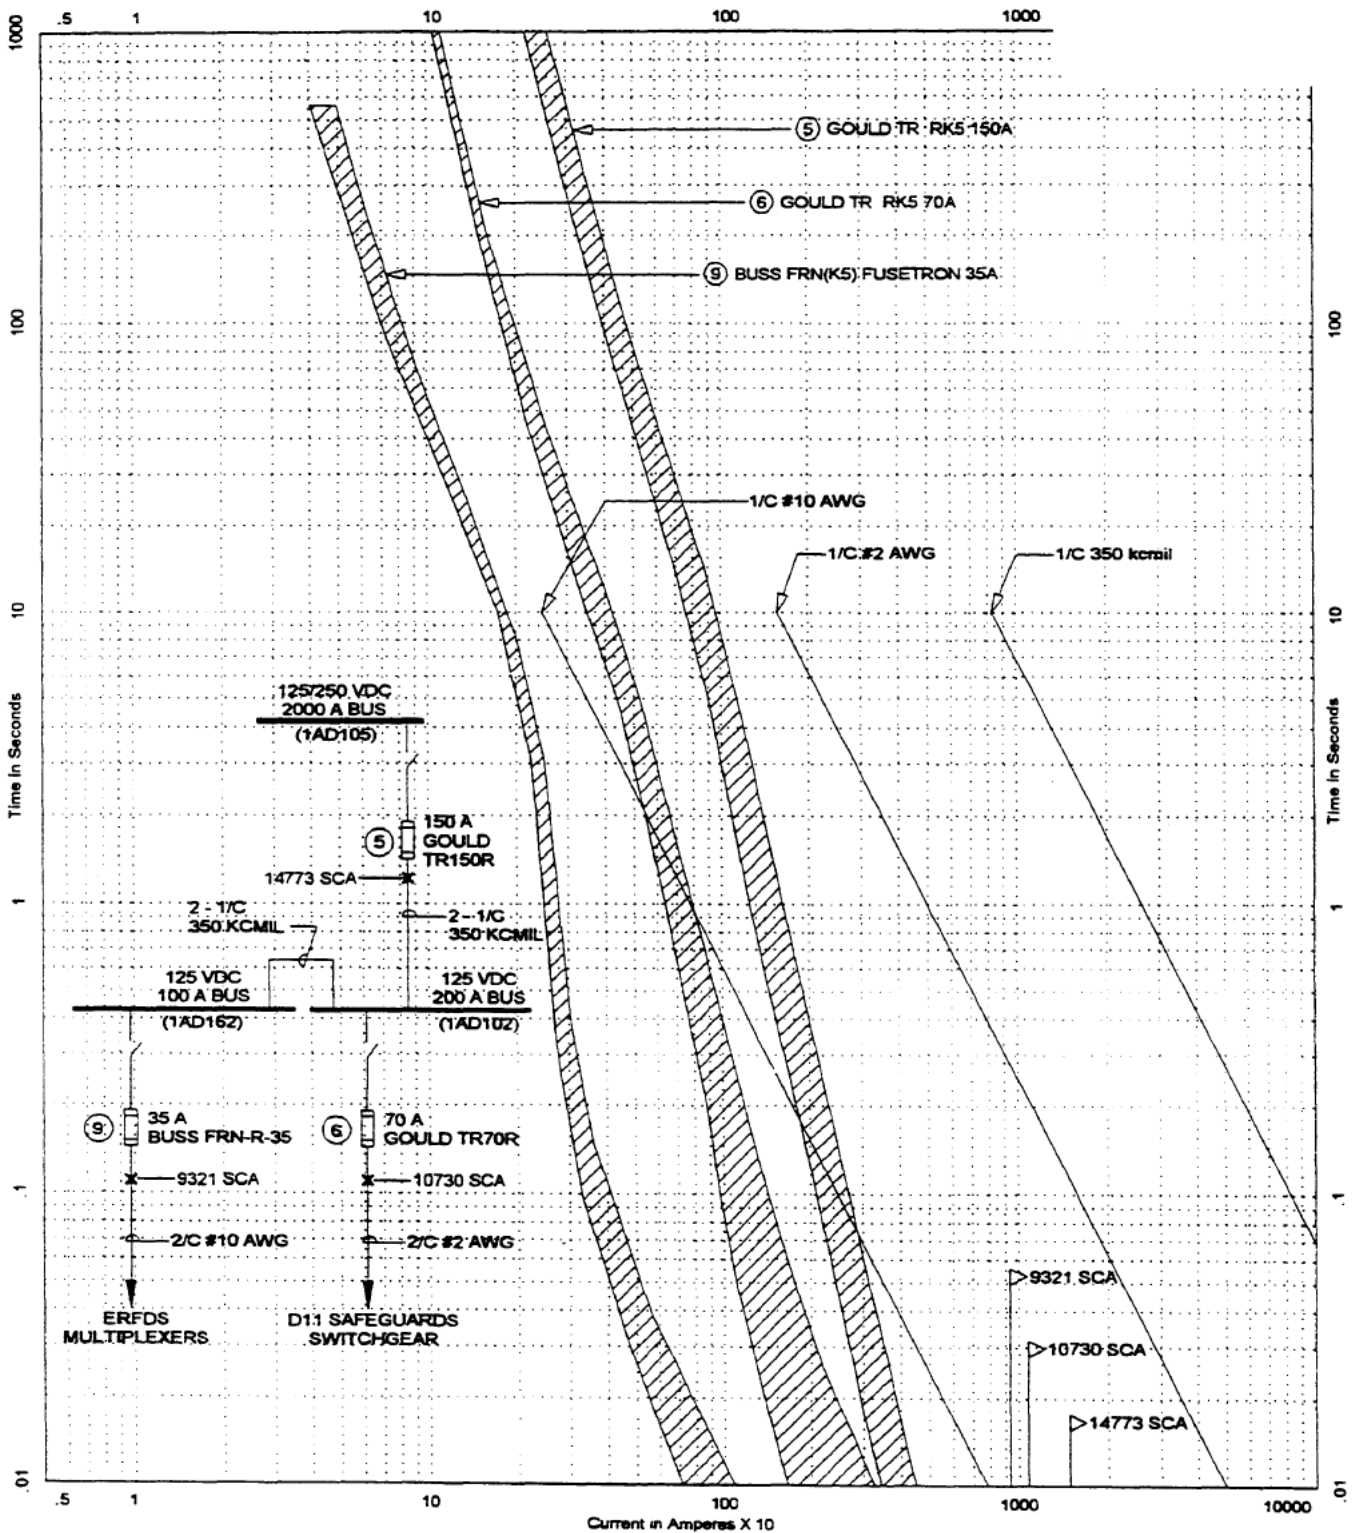 .5 1 10 100 1000
1000
⑤ GOULD TR RK5 150A
⑥ GOULD TR RK5 70A
⑨ BUSS FRN(K5) FUSETRON 35A
100 100
1/C #10 AWG
1/C #2 AWG
1/C 350 kcmil
10 10
Time in Seconds
Time in Seconds
125/250 VDC
2000 A BUS
(1AD105)
⑤
150 A
GOULD
TR150R
14773 SCA
1 1
2 - 1/C
350 KCMIL
2 - 1/C
350 KCMIL
125 VDC
100 A BUS
(1AD162)
125 VDC
200 A BUS
(1AD102)
⑨
35 A
BUSS FRN-R-35
⑥
70 A
GOULD TR70R
9321 SCA
10730 SCA
.1 .1
2/C #10 AWG
2/C #2 AWG
ERFDS
MULTIPLEXERS
D11 SAFEGUARDS
SWITCHGEAR
9321 SCA
10730 SCA
14773 SCA
.01 .01
.5 1 10 100 1000 10000
Current in Amperes X 10